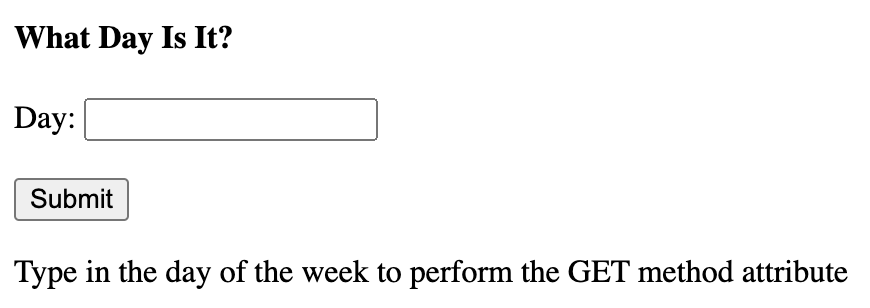 What Day Is It?
Day:
Submit
Type in the day of the week to perform the GET method attribute